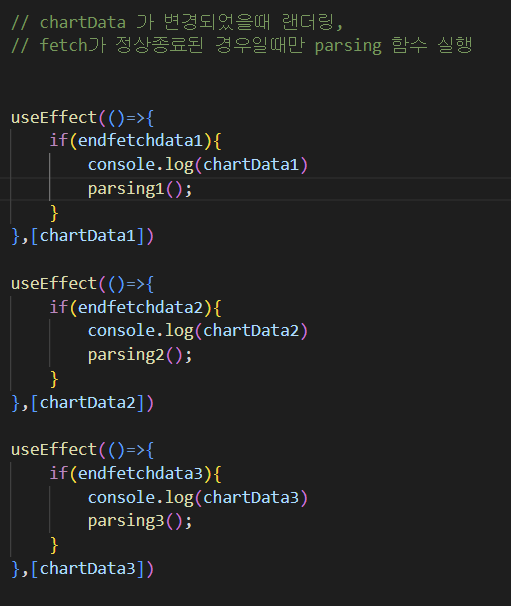 // chartData 가 변경되었을때 랜더링,
// fetch가 정상종료된 경우일때만 parsing 함수 실행
useEffect(()=>{
if(endfetchdata1){
console.log(chartData1)
parsing1();
}
},[chartData1])
useEffect(()=>{
if(endfetchdata2){
console.log(chartData2)
parsing2();
}
},[chartData2])
useEffect(()=>{
if(endfetchdata3){
console.log(chartData3)
parsing3();
}
},[chartData3])